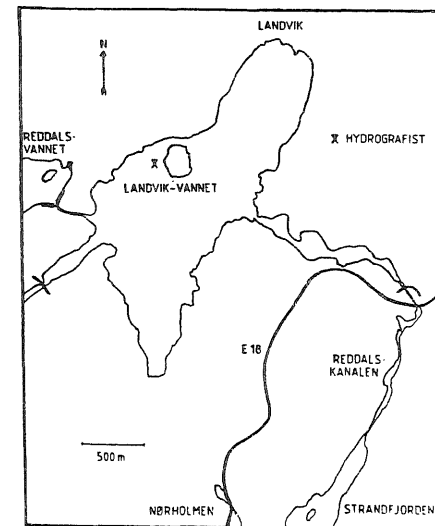 LANDVIK
N
REDDALS-
VANNET
HYDROGRAFIST
LANDVIK-VANNET
E 18
REDDALS-
KANALEN
500 m
NØRHOLMEN
STRANDFJORDEN